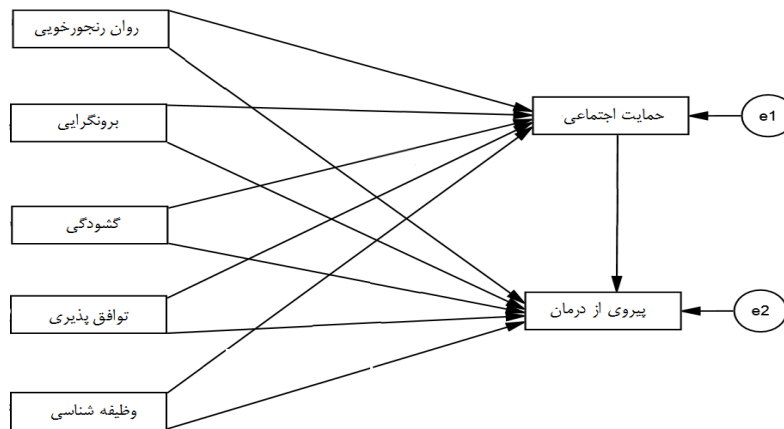 روان رنجورخویی
برونگرایی
گشودگی
توافق پذیری
وظیفه شناسی
حمایت اجتماعی
پیروی از درمان
e1
e2